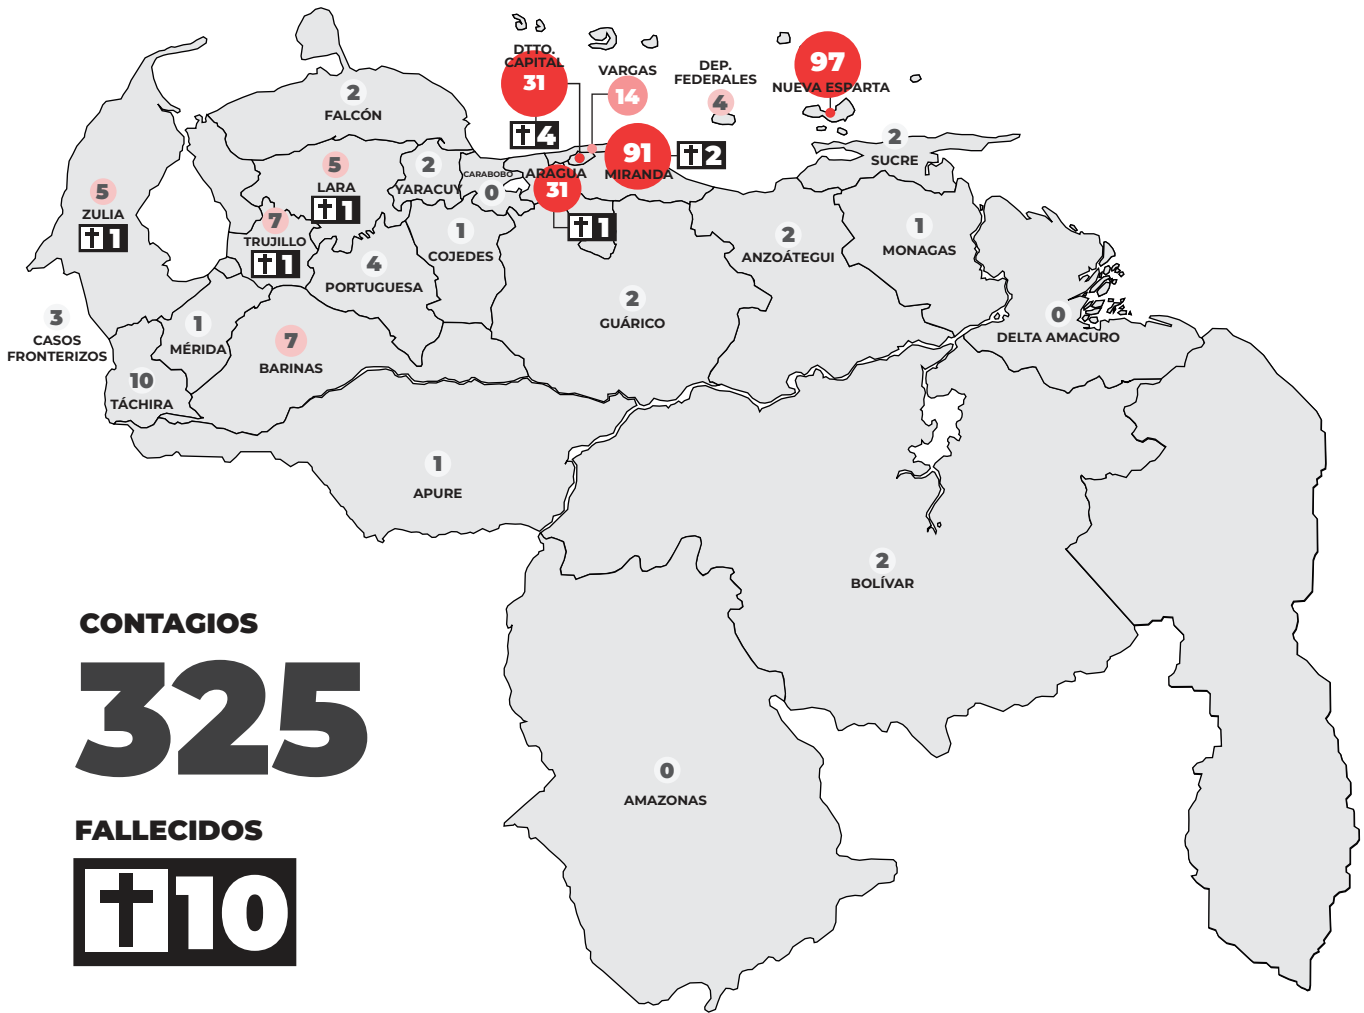 DTTO.
CAPITAL
31
4
VARGAS
14
DEP.
FEDERALES
4
97
NUEVA ESPARTA
2
FALCÓN
2
SUCRE
5
LARA
1
2
YARACUY
CARABOBO
0
ARAGUA
31
1
91
MIRANDA
2
5
ZULIA
1
7
TRUJILLO
1
4
PORTUGUESA
1
COJEDES
2
GUÁRICO
2
ANZOÁTEGUI
1
MONAGAS
0
DELTA AMACURO
3
CASOS
FRONTERIZOS
1
MÉRIDA
7
BARINAS
10
TÁCHIRA
1
APURE
2
BOLÍVAR
0
AMAZONAS
CONTAGIOS
325
FALLECIDOS
10